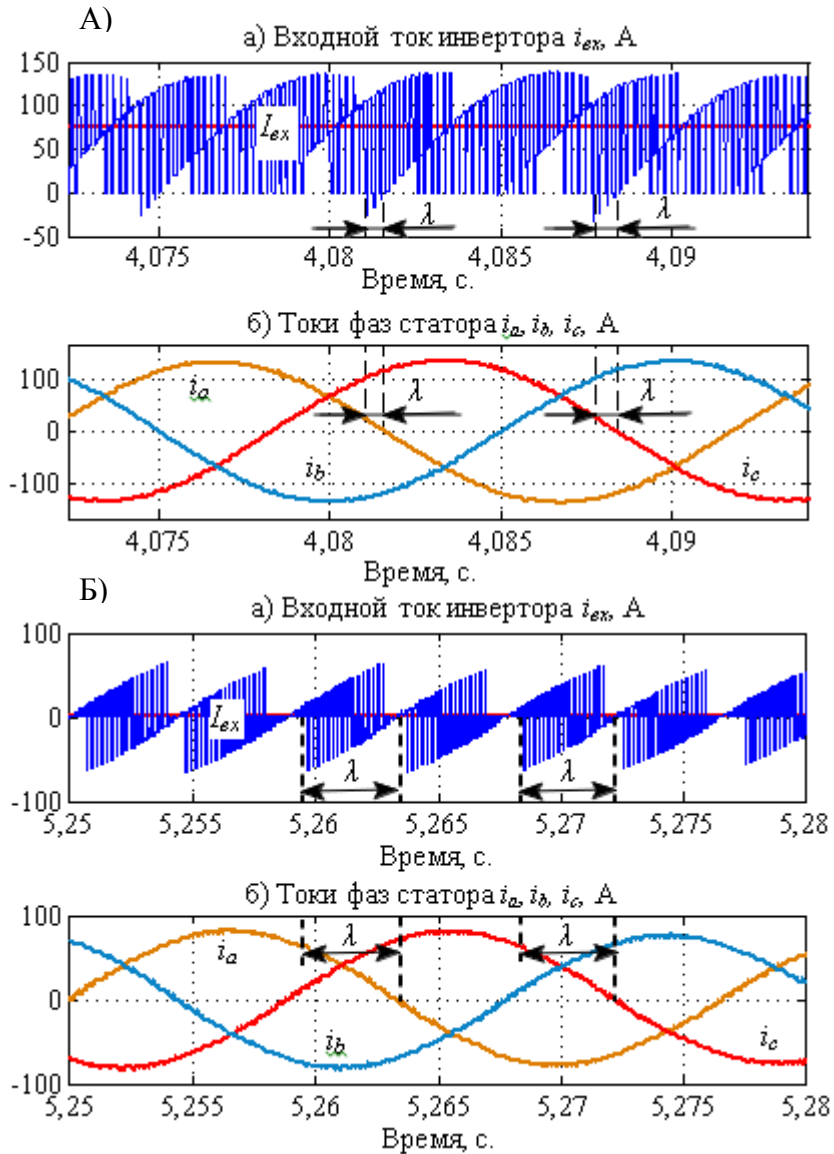 А)
а) Входной ток инвертора iвх, А
150
100
50
0
-50
Iвх
λ
λ
4,075
4,08
4,085
4,09
Время, с.
б) Токи фаз статора ia, ib, ic, А
100
0
-100
ia
ib
ic
λ
λ
4,075
4,08
4,085
4,09
Время, с.
Б)
а) Входной ток инвертора iвх, А
100
0
-100
Iвх
λ
λ
5,25
5,255
5,26
5,265
5,27
5,275
5,28
Время, с.
б) Токи фаз статора ia, ib, ic, А
100
0
-100
ia
ib
ic
λ
λ
5,25
5,255
5,26
5,265
5,27
5,275
5,28
Время, с.